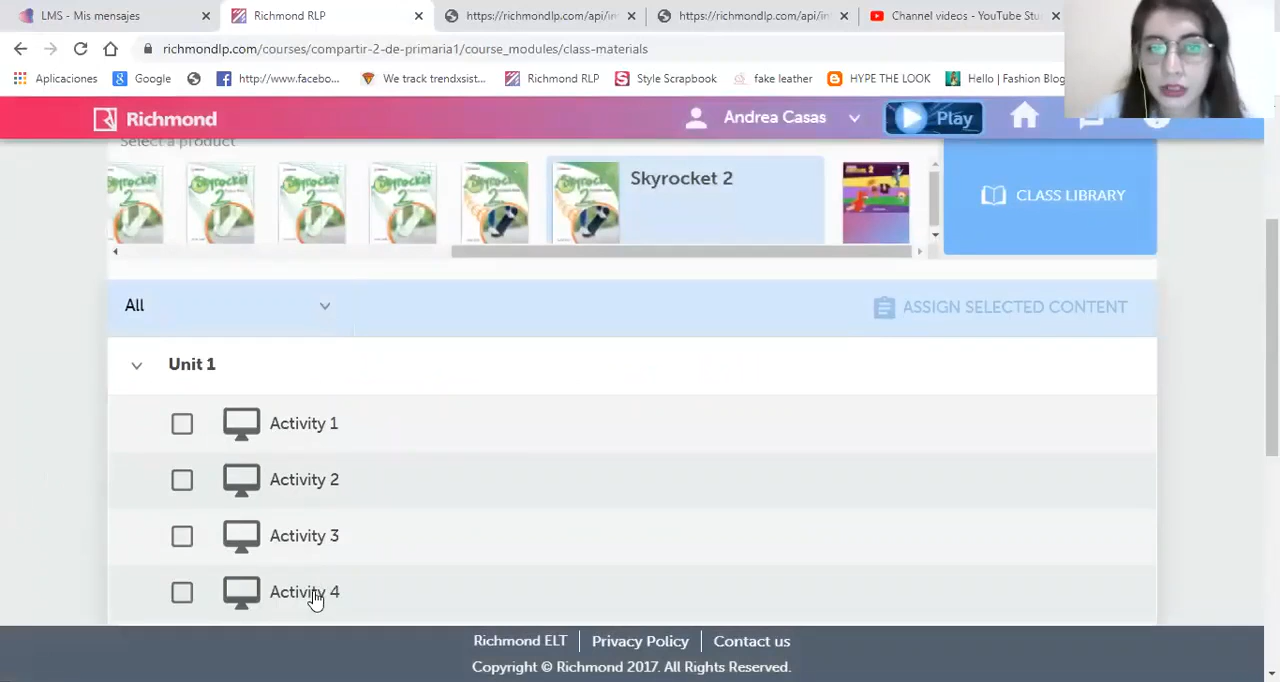 LMS - Mis mensajes
Richmond RLP
https://richmondlp.com/api/in
https://richmondlp.com/api/in
Channel videos - YouTube Stu
richmondlp.com/courses/compartir-2-de-primaria1/course_modules/class-materials
Aplicaciones
Google
http://www.facebo...
We track trendxsist...
Richmond RLP
Style Scrapbook
fake leather
HYPE THE LOOK
Hello | Fashion Blog
Richmond
Andrea Casas
Play
Select a product
Skyrocket 2
CLASS LIBRARY
All
ASSIGN SELECTED CONTENT
Unit 1
Activity 1
Activity 2
Activity 3
Activity 4
Richmond ELT
Privacy Policy
Contact us
Copyright © Richmond 2017. All Rights Reserved.